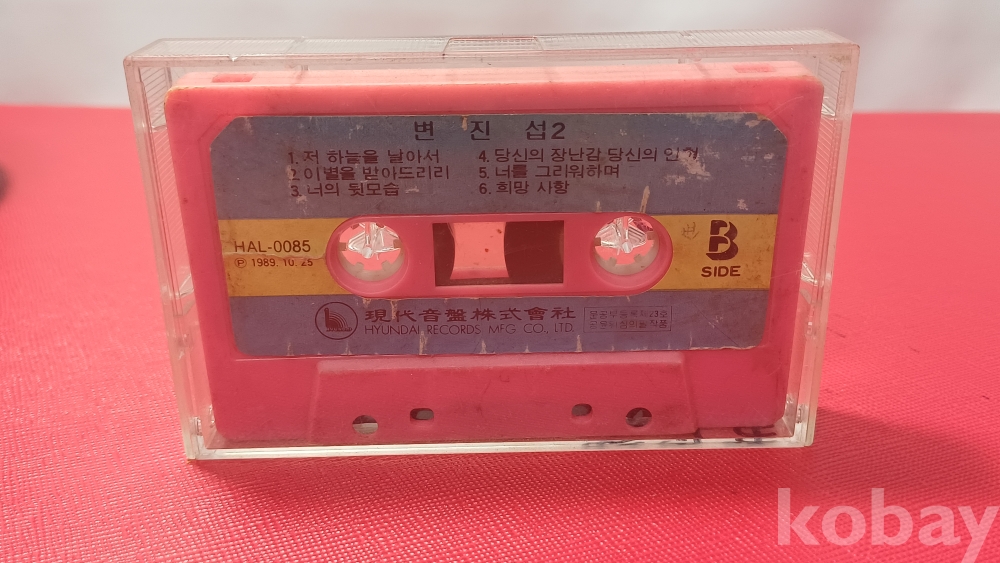 변 진 섭 2
1. 저 하늘을 날아서
2. 이별을 받아드리리
3. 너의 뒷모습
4. 당신의 장난감 당신의 인형
5. 너를 그리워하며
6. 희망 사항
HAL-0085
Ⓟ 1989. 10. 25
B
SIDE
現代音盤株式會社
HYUNDAI RECORDS MFG CO., LTD.
kobay